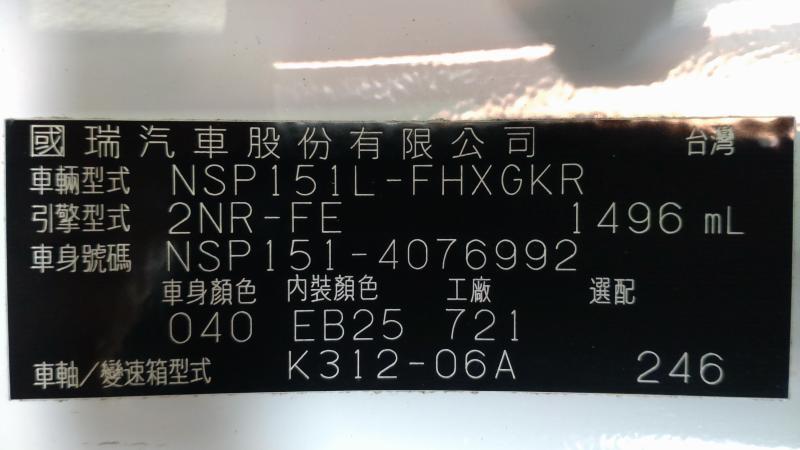 國瑞汽車股份有限公司 台灣
車輛型式 NSP151L-FHXGKR
引擎型式 2NR-FE 1496 mL
車身號碼 NSP151-4076992
車身顏色 內裝顏色 工廠 選配
040 EB25 721
車軸/變速箱型式 K312-06A 246